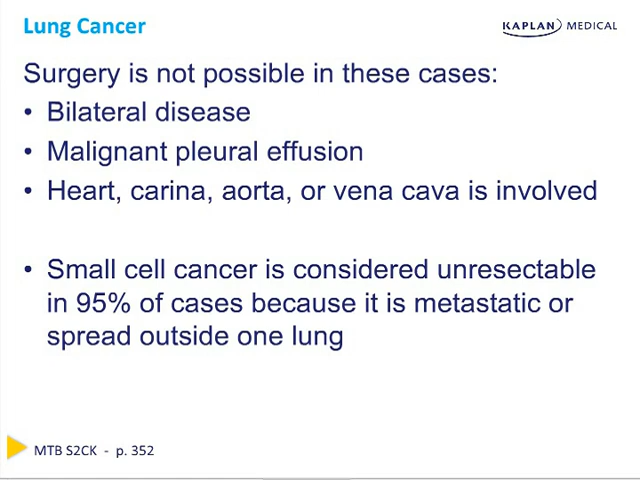 Lung Cancer
KAPLAN MEDICAL
Surgery is not possible in these cases:
• Bilateral disease
• Malignant pleural effusion
• Heart, carina, aorta, or vena cava is involved
• Small cell cancer is considered unresectable
in 95% of cases because it is metastatic or
spread outside one lung
MTB S2CK - p. 352